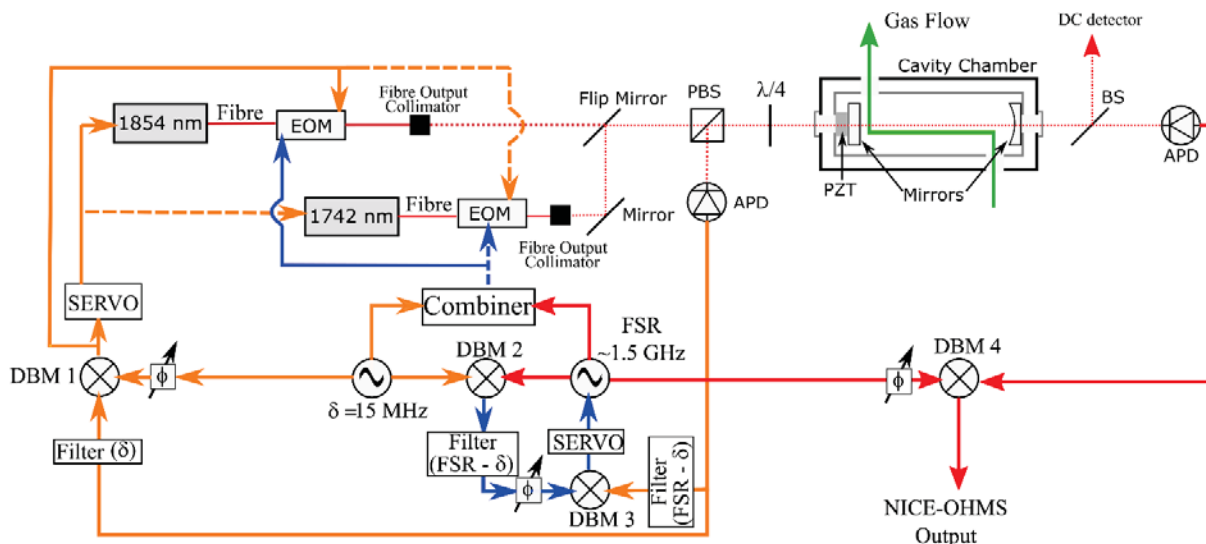 Gas Flow
DC detector
Cavity Chamber
Fibre Output
Collimator
Flip Mirror
PBS
λ/4
BS
1854 nm
Fibre
EOM
PZT
Mirrors
APD
1742 nm
Fibre
EOM
Mirror
APD
Fibre Output
Collimator
SERVO
Combiner
FSR
~1.5 GHz
DBM 1
ϕ
δ =15 MHz
DBM 2
ϕ
DBM 4
Filter (δ)
Filter
(FSR - δ)
SERVO
Filter
(FSR - δ)
ϕ
DBM 3
NICE-OHMS
Output